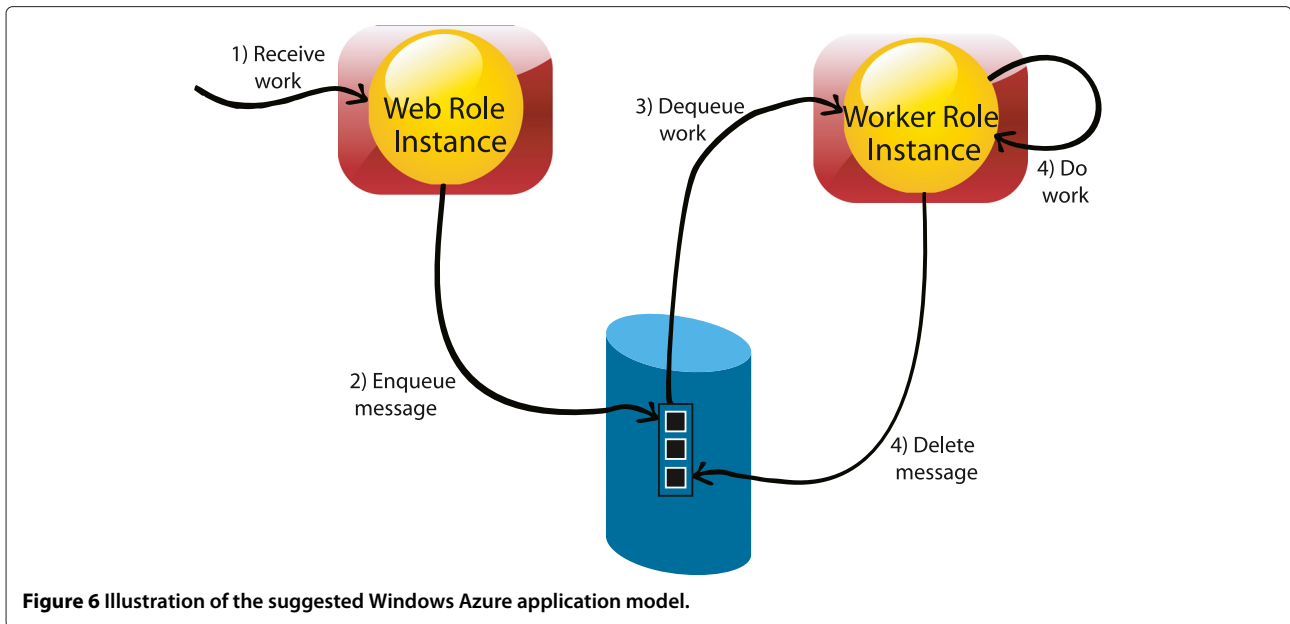 1) Receive
work
Web Role
Instance
2) Enqueue
message
3) Dequeue
work
Worker Role
Instance
4) Do
work
4) Delete
message
Figure 6 Illustration of the suggested Windows Azure application model.